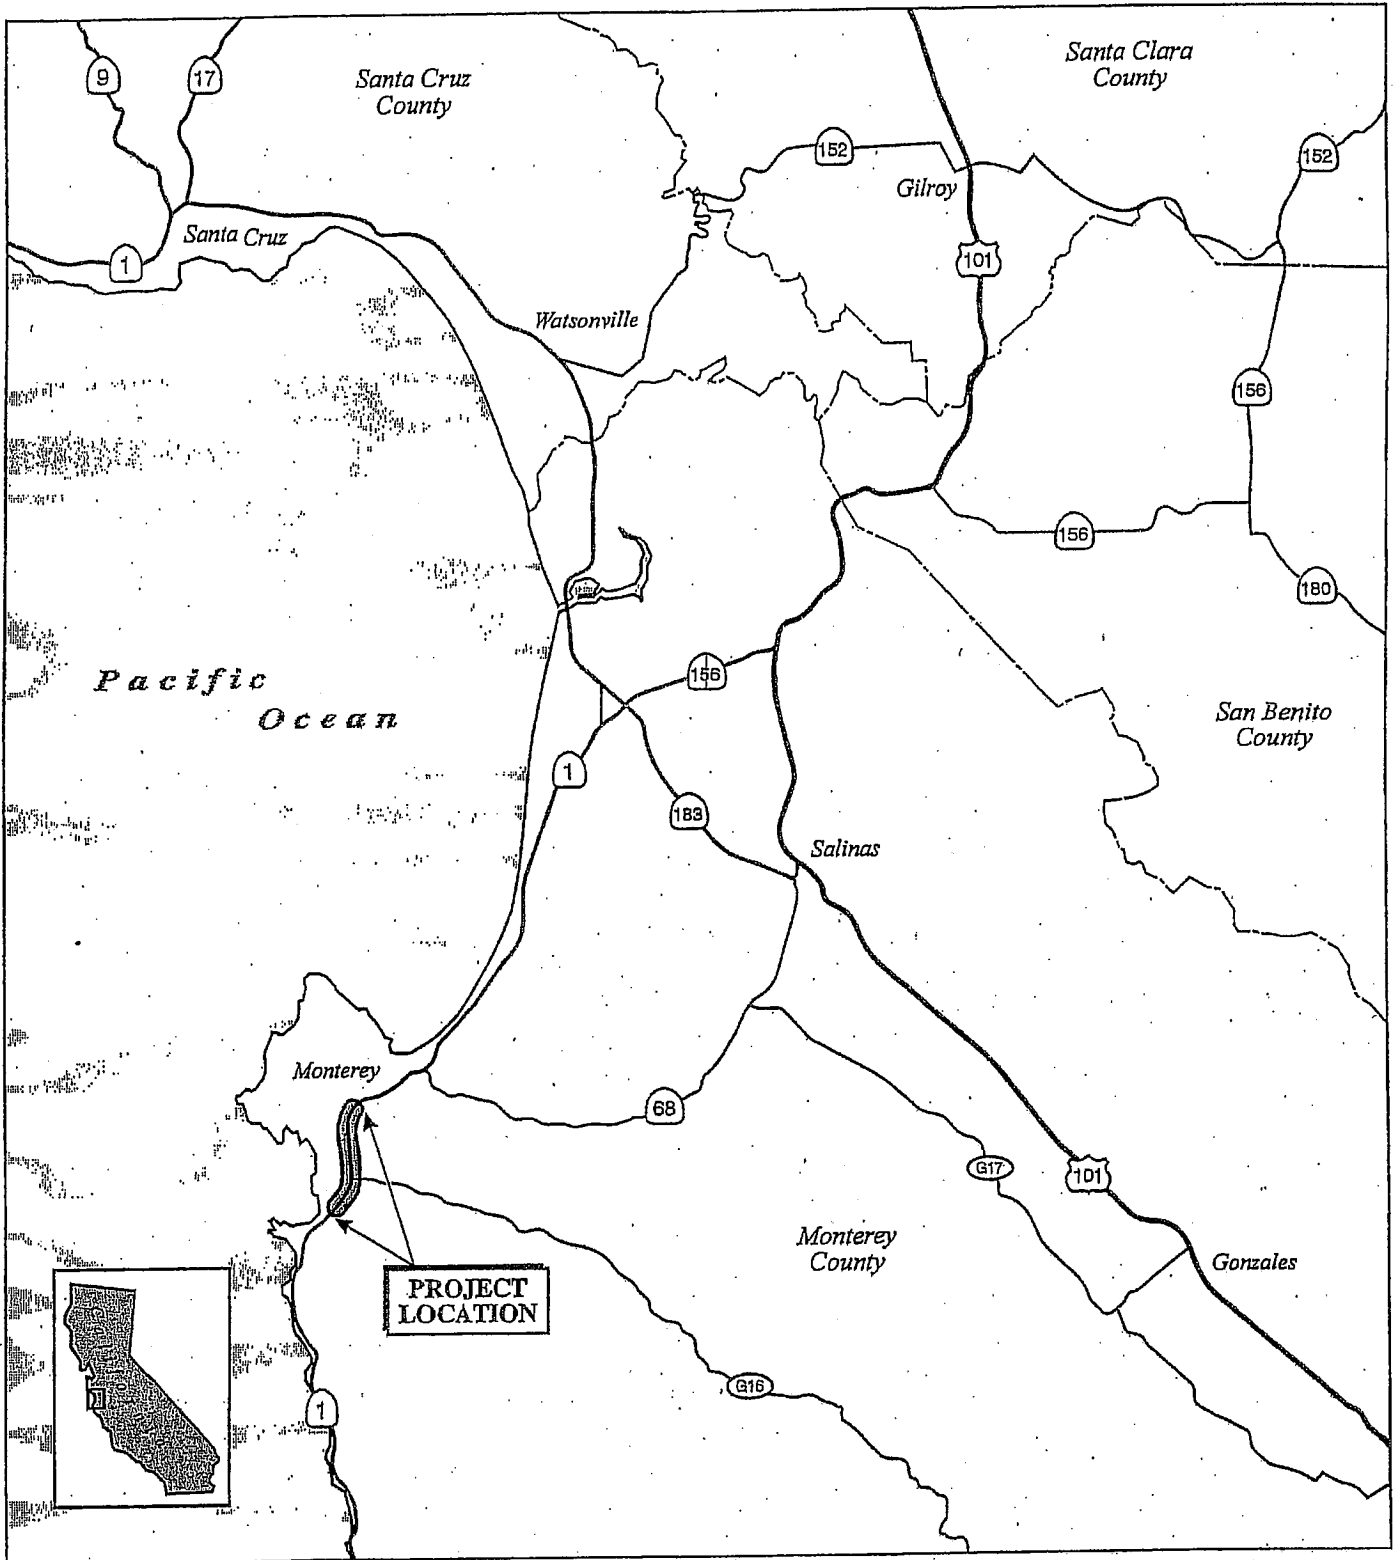 Santa Clara
County
9
17
Santa Cruz
County
152
152
Gilroy
Santa Cruz
101
1
Watsonville
156
156
180
Pacific
Ocean
156
San Benito
County
1
183
Salinas
Monterey
68
G17
101
Monterey
County
Gonzales
PROJECT
LOCATION
G16
1